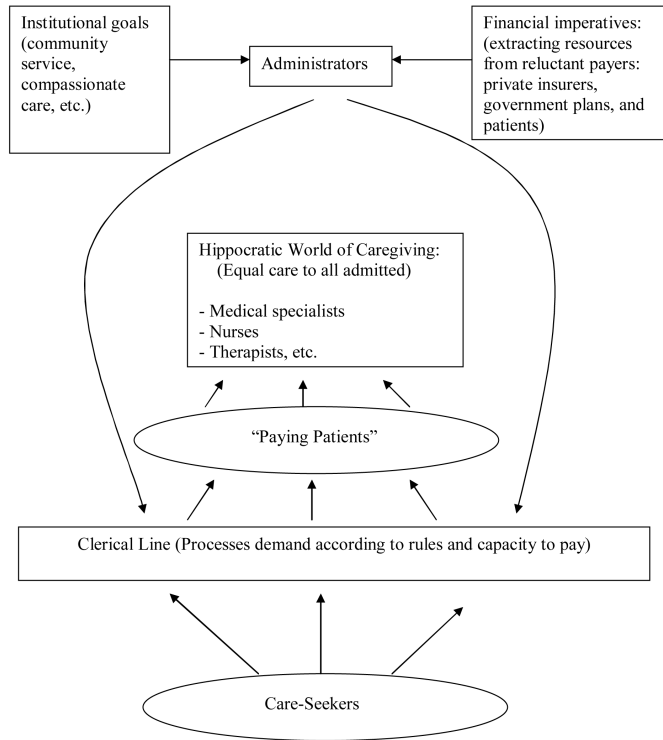 Institutional goals
(community
service,
compassionate
care, etc.)
Administrators
Financial imperatives:
(extracting resources
from reluctant payers:
private insurers,
government plans, and
patients)
Hippocratic World of Caregiving:
(Equal care to all admitted)
- Medical specialists
- Nurses
- Therapists, etc.
“Paying Patients”
Clerical Line (Processes demand according to rules and capacity to pay)
Care-Seekers